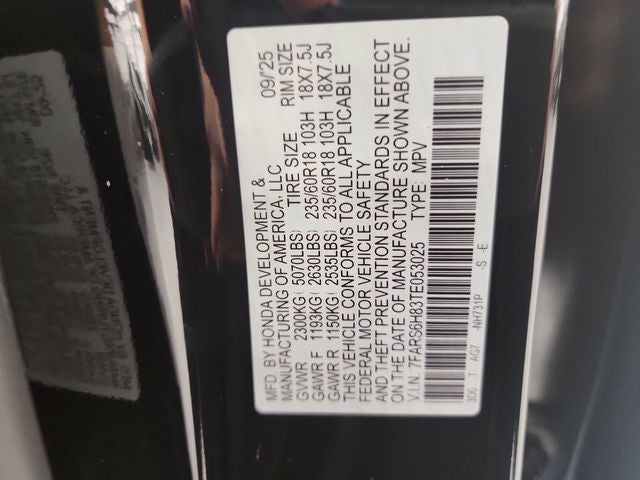 MFD. BY HONDA DEVELOPMENT & 09/'25
MANUFACTURING OF AMERICA, LLC
TIRE SIZE RIM SIZE
GVWR 2300KG( 5070LBS)
GAWR F 1193KG( 2630LBS) 235/60R18 103H 18X7.5J
GAWR R 1150KG( 2535LBS) 235/60R18 103H 18X7.5J
THIS VEHICLE CONFORMS TO ALL APPLICABLE
FEDERAL MOTOR VEHICLE SAFETY
AND THEFT PREVENTION STANDARDS IN EFFECT
ON THE DATE OF MANUFACTURE SHOWN ABOVE.
V.I.N. 7FARS6H83TE053025 TYPE: MPV
300 T AG7 -NH731P -S -E